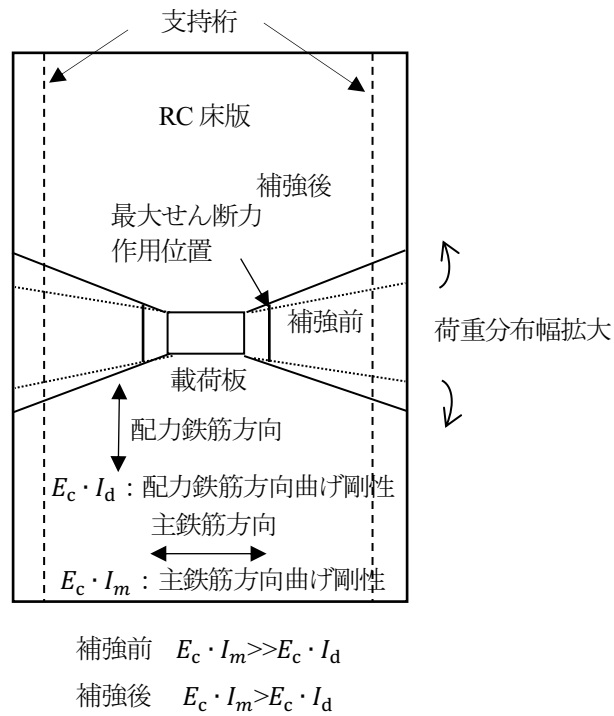 支持桁
RC 床版
補強後
最大せん断力
作用位置
補強前
荷重分布幅拡大
載荷板
配力鉄筋方向
E_c · I_d：配力鉄筋方向曲げ剛性
主鉄筋方向
E_c · I_m：主鉄筋方向曲げ剛性
補強前 E_c · I_m>>E_c · I_d
補強後 E_c · I_m>E_c · I_d